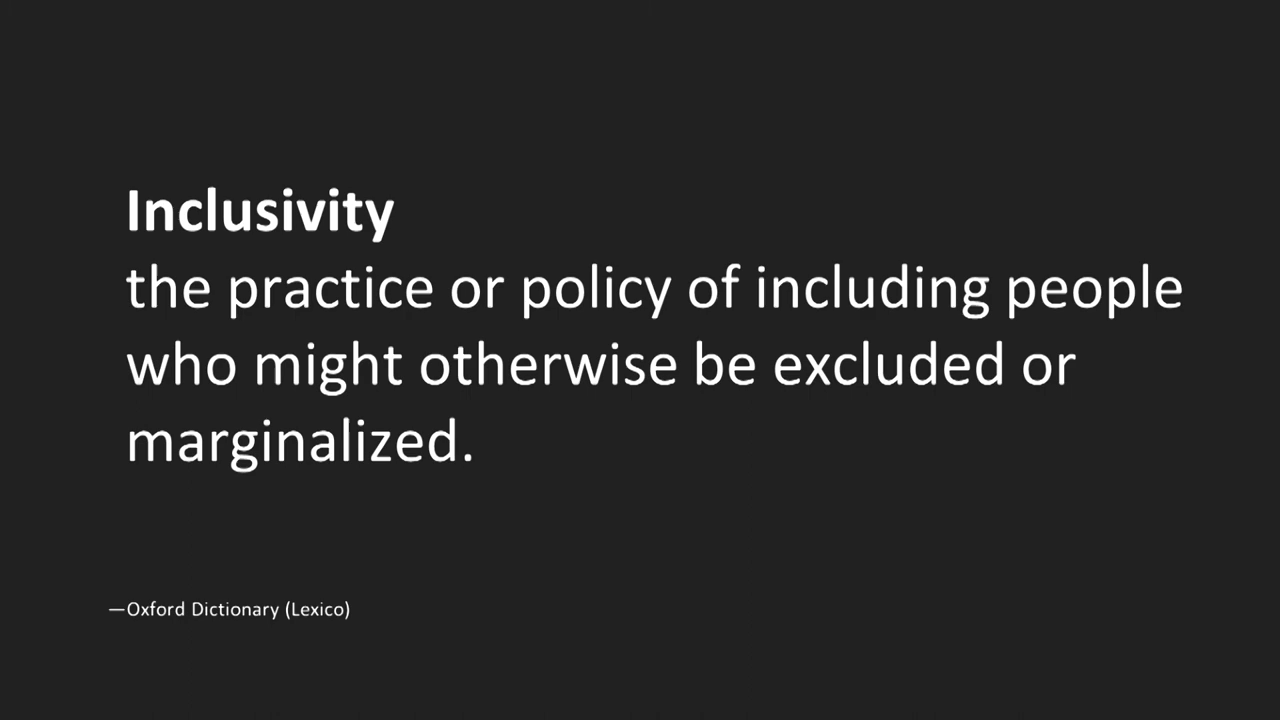 Inclusivity
the practice or policy of including people
who might otherwise be excluded or
marginalized.
—Oxford Dictionary (Lexico)